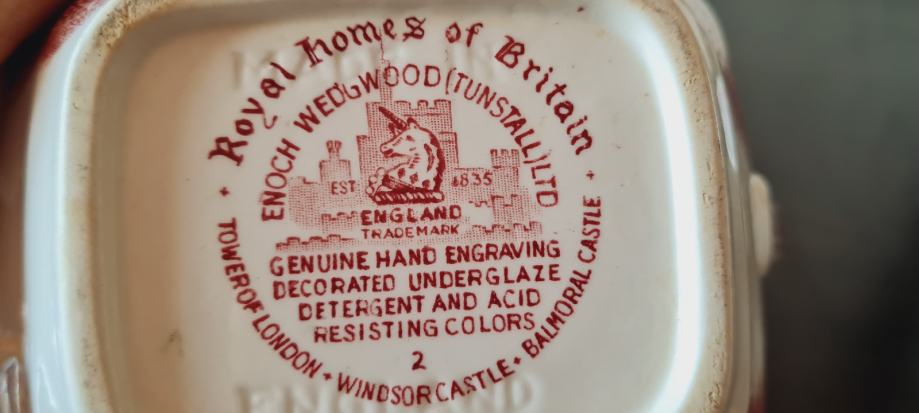 Royal homes of Britain
ENOCH WEDGWOOD (TUNSTALL) LTD
EST 1835
ENGLAND
TRADEMARK
GENUINE HAND ENGRAVING
DECORATED UNDERGLAZE
DETERGENT AND ACID
RESISTING COLORS
2
TOWER OF LONDON + WINDSOR CASTLE + BALMORAL CASTLE
ENGLAND